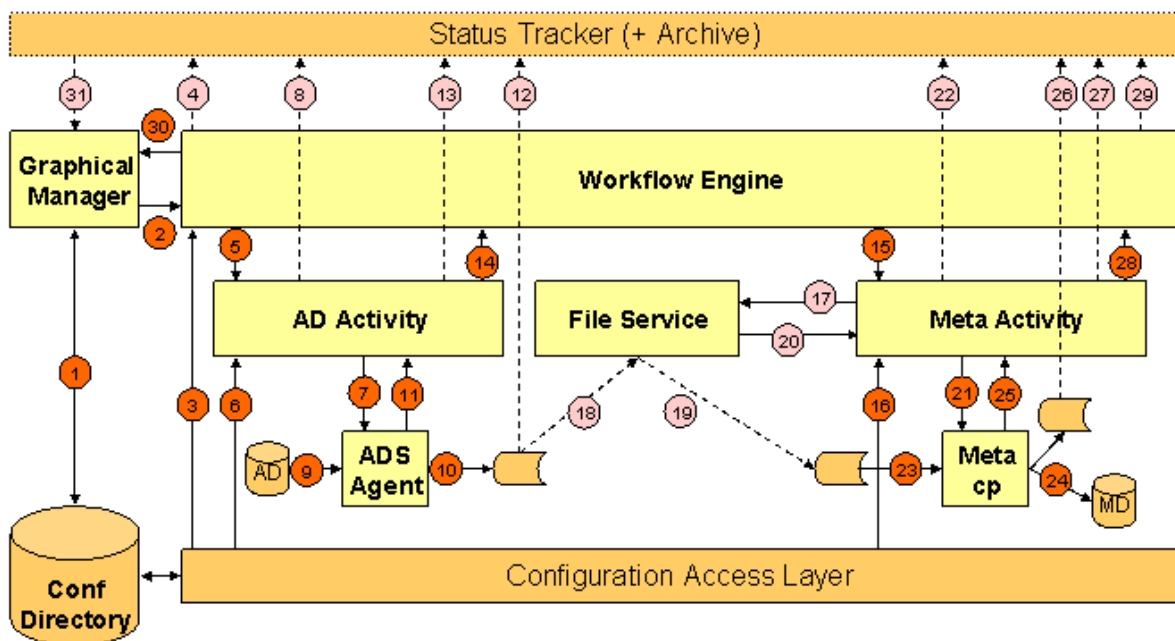 Status Tracker (+ Archive)
31
4
8
13
12
22
26
27
29
30
Graphical
Manager
Workflow Engine
2
5
14
15
28
AD Activity
File Service
17
20
Meta Activity
1
3
6
7
11
18
19
16
21
25
AD
9
ADS
Agent
10
23
Meta
cp
24
MD
Conf
Directory
Configuration Access Layer